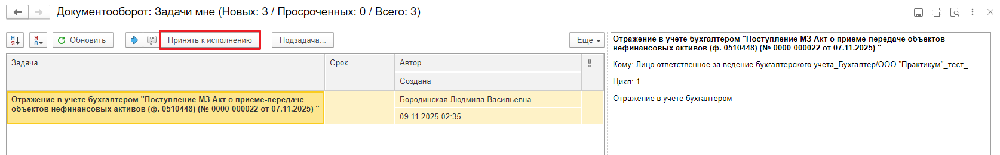 Документооборот: Задачи мне (Новых: 3 / Просроченных: 0 / Всего: 3)
А Я
Я А
Обновить
?
Принять к исполнению
Подзадача...
Еще
Задача
Срок
Автор
Создана
Отражение в учете бухгалтером "Поступление МЗ Акт о приеме-передаче
объектов нефинансовых активов (ф. 0510448) (№ 0000-000022 от 07.11.2025) "
Бородинская Людмила Васильевна
09.11.2025 02:35
Отражение в учете бухгалтером "Поступление МЗ Акт о приеме-передаче объектов
нефинансовых активов (ф. 0510448) (№ 0000-000022 от 07.11.2025) "
Кому: Лицо ответственное за ведение бухгалтерского учета_Бухгалтер/ООО "Практикум"_тест_
Цикл: 1
Отражение в учете бухгалтером